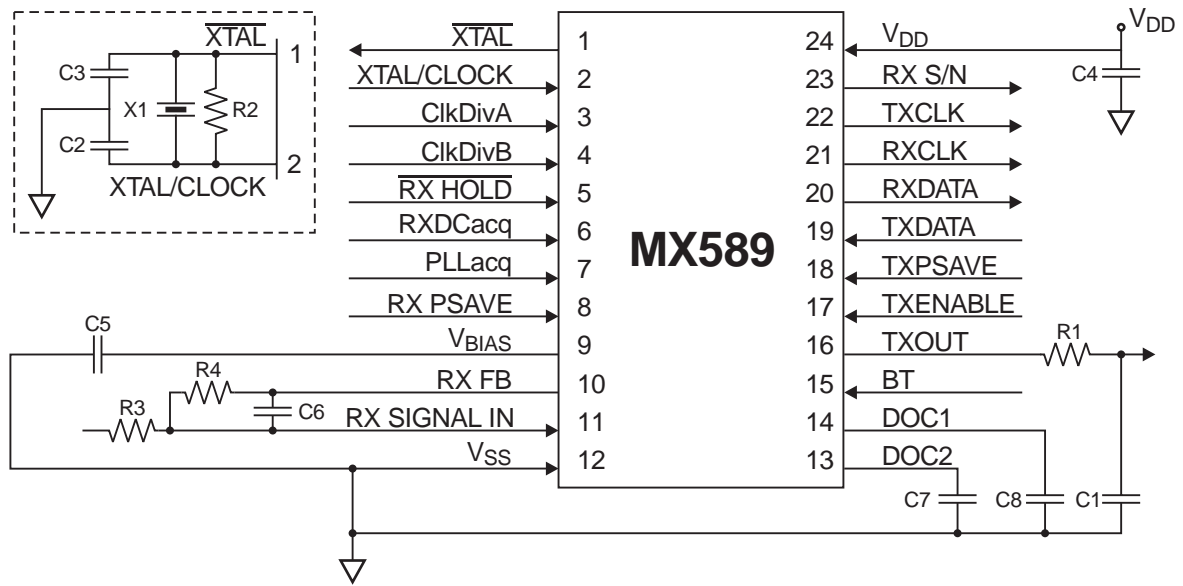 XTAL
1
C3
X1
R2
C2
2
XTAL/CLOCK
XTAL 1
XTAL/CLOCK 2
ClkDivA 3
ClkDivB 4
RX HOLD 5
RXDCacq 6
PLLacq 7
RX PSAVE 8
C5
VBIAS 9
R4
RX FB 10
R3
C6
RX SIGNAL IN 11
VSS 12
MX589
24 VDD
VDD
C4
23 RX S/N
22 TXCLK
21 RXCLK
20 RXDATA
19 TXDATA
18 TXPSAVE
17 TXENABLE
16 TXOUT
R1
15 BT
14 DOC1
13 DOC2
C7
C8
C1